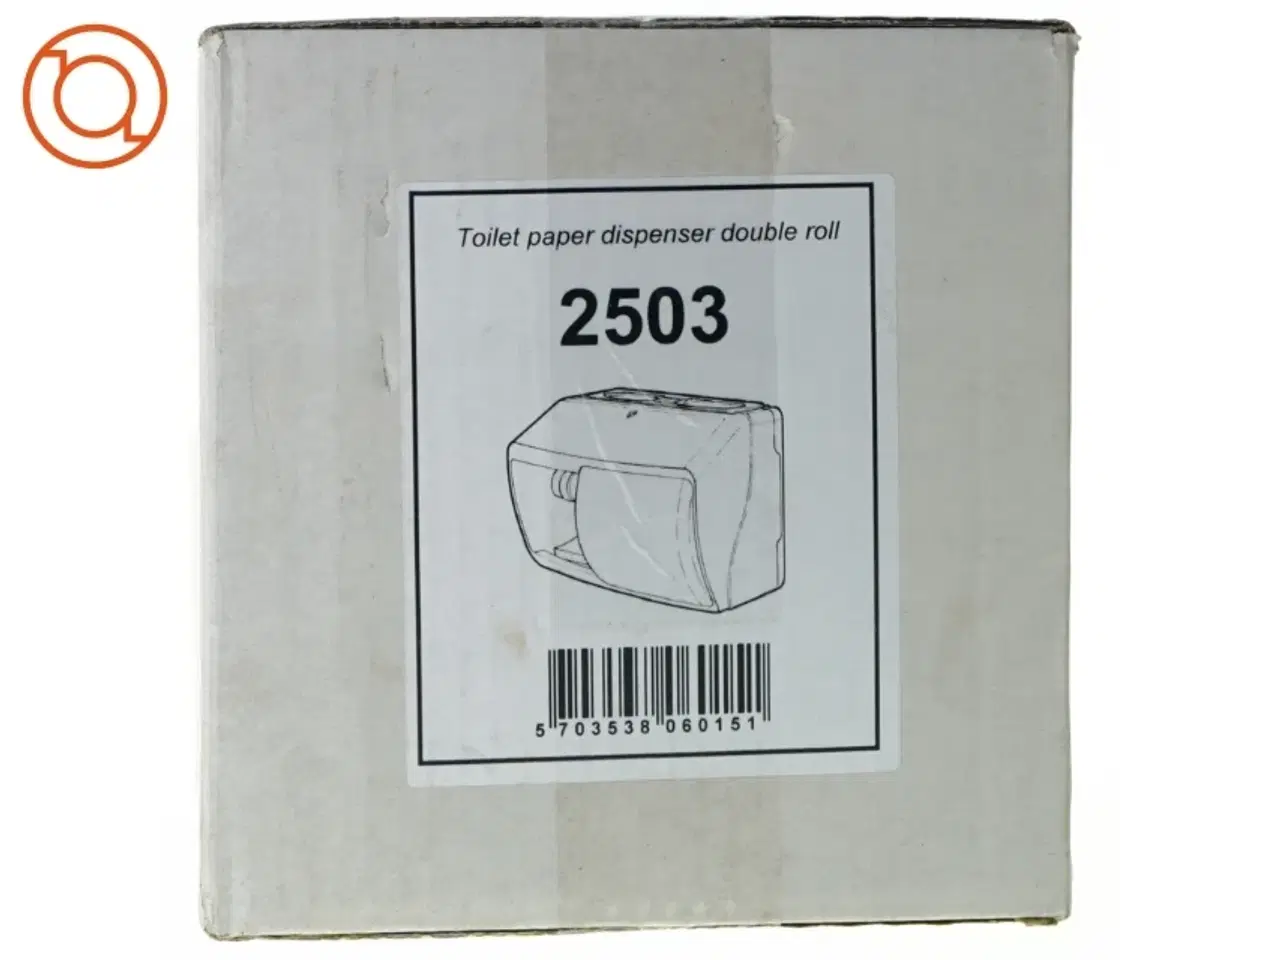 Toilet paper dispenser double roll
2503
5 703538 060151